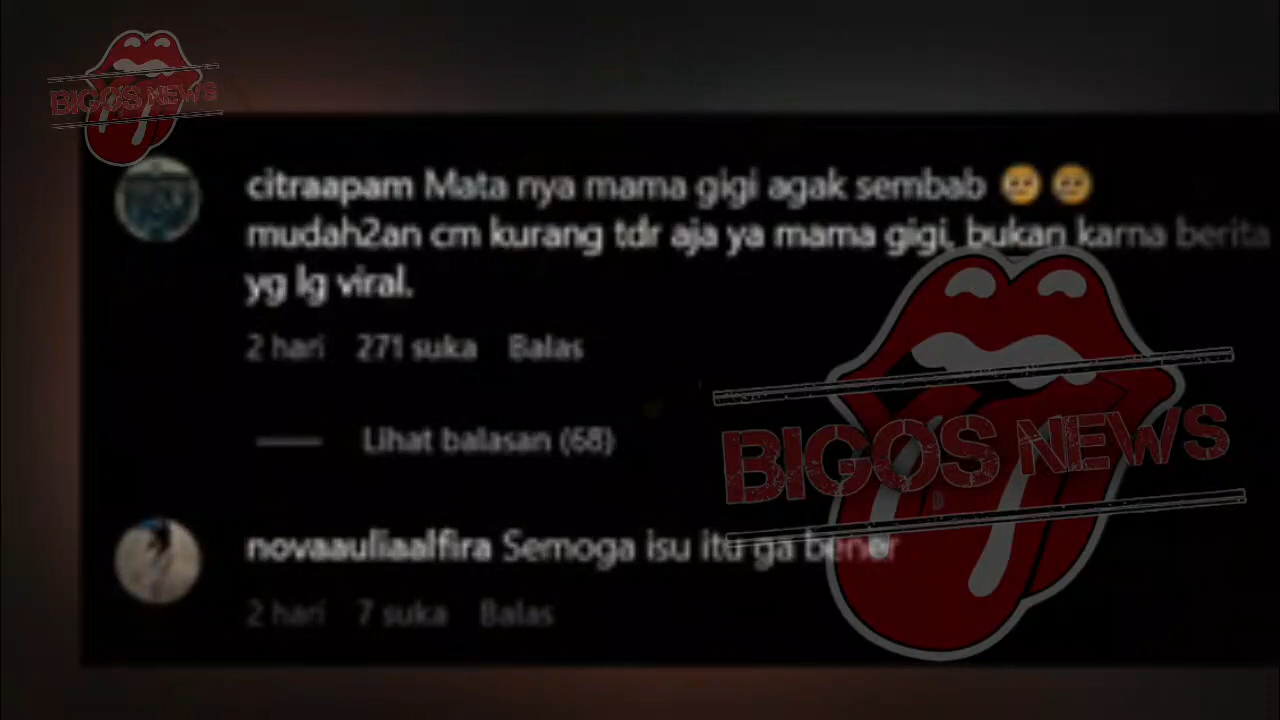 BIGOS NEWS
citraapam Mata nya mama gigi agak sembab 😔 😔
mudah2an cm kurang tdr aja ya mama gigi, bukan karna berita
yg lg viral.
2 hari 271 suka Balas
Lihat balasan (68)
BIGOS NEWS
novaauliaalfira Semoga isu itu ga bener
2 hari 7 suka Balas